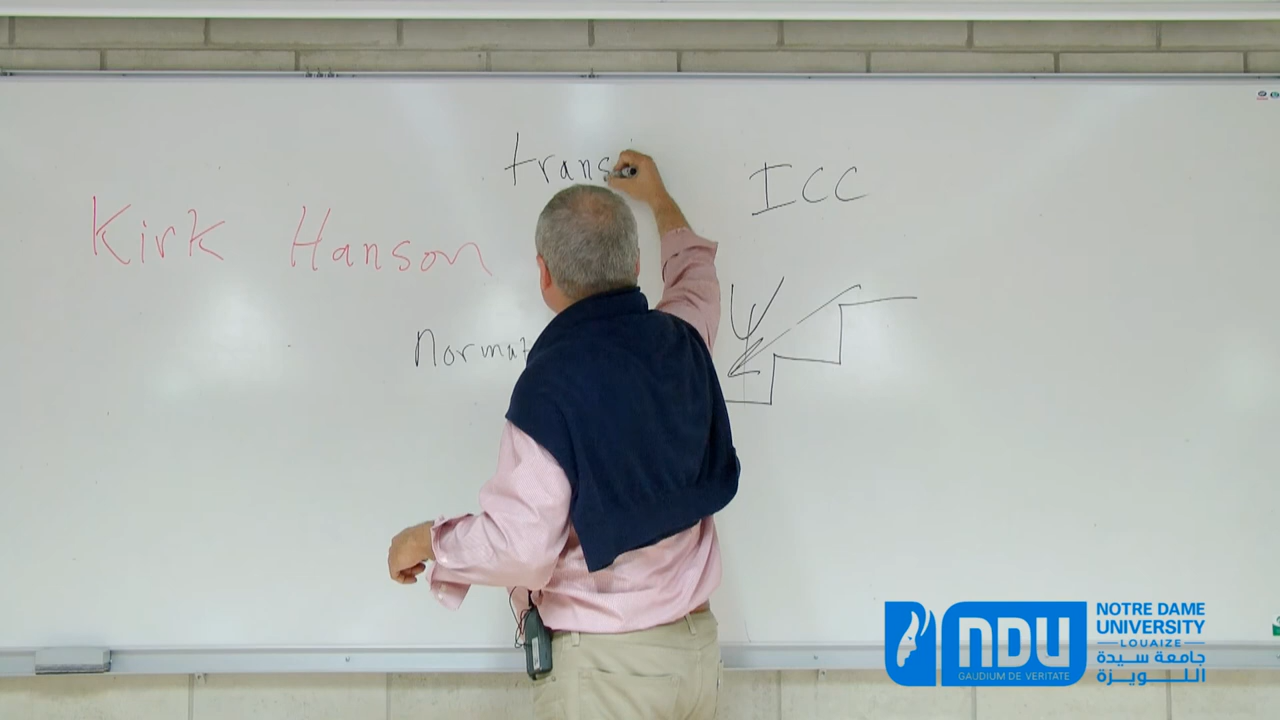 trans
ICC
Kirk Hanson
normat
NDU
GAUDIUM DE VERITATE
NOTRE DAME
UNIVERSITY
LOUAIZE
جامعة سيدة
اللويزة